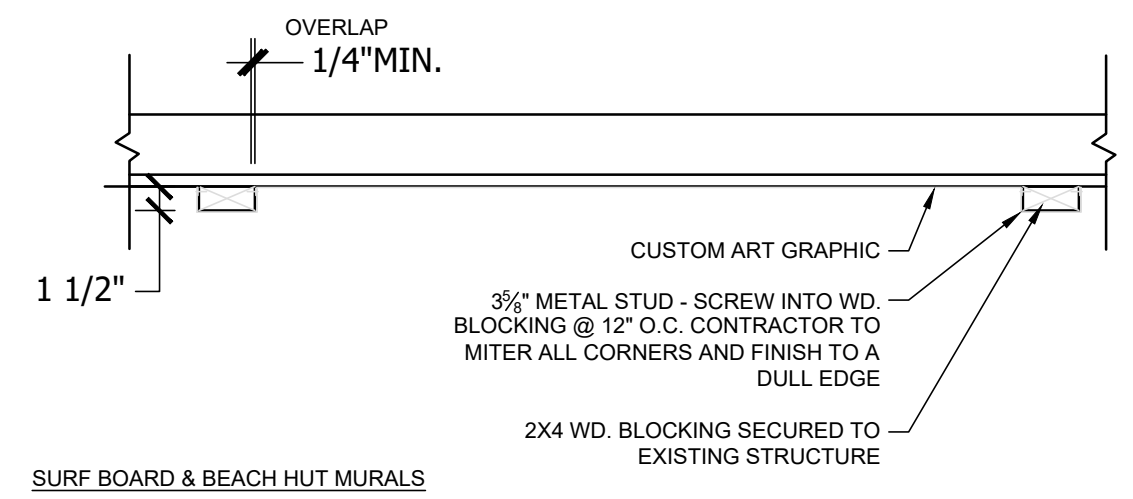 OVERLAP
1/4"MIN.
1 1/2"
CUSTOM ART GRAPHIC
3⅝" METAL STUD - SCREW INTO WD.
BLOCKING @ 12" O.C. CONTRACTOR TO
MITER ALL CORNERS AND FINISH TO A
DULL EDGE
2X4 WD. BLOCKING SECURED TO
EXISTING STRUCTURE
SURF BOARD & BEACH HUT MURALS